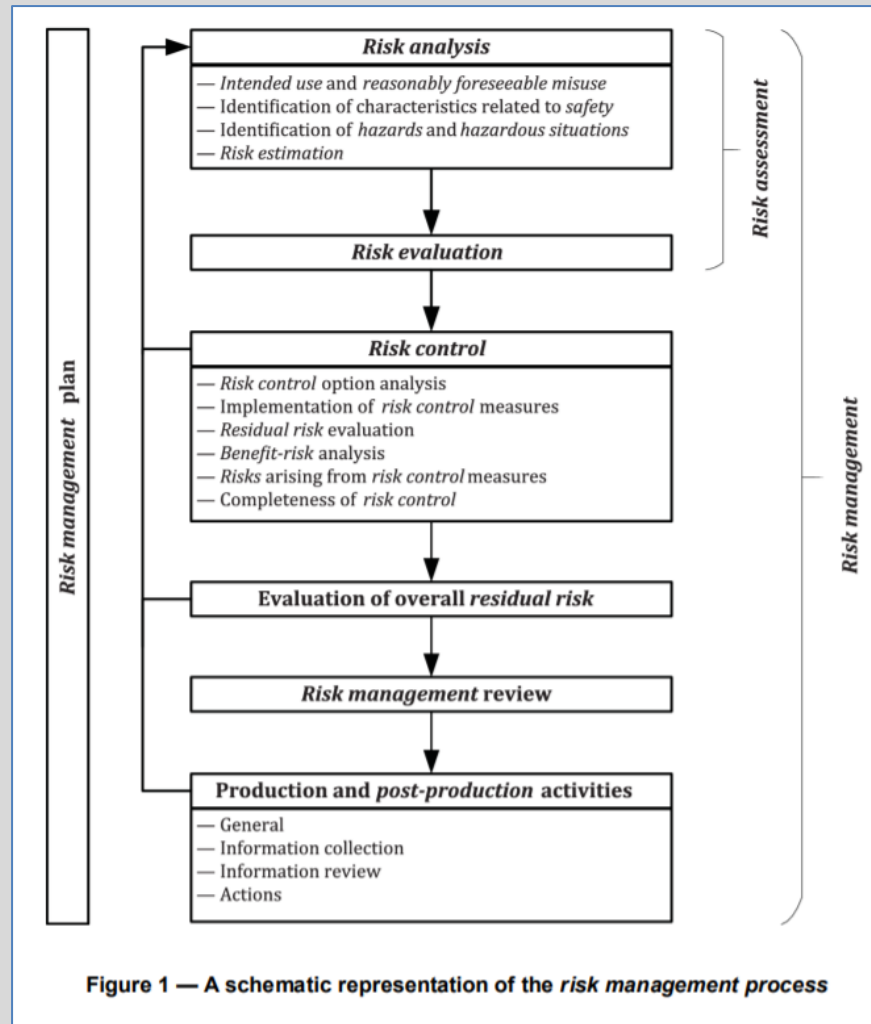 Risk management plan
Risk analysis
— Intended use and reasonably foreseeable misuse
— Identification of characteristics related to safety
— Identification of hazards and hazardous situations
— Risk estimation
Risk evaluation
Risk assessment
Risk control
— Risk control option analysis
— Implementation of risk control measures
— Residual risk evaluation
— Benefit-risk analysis
— Risks arising from risk control measures
— Completeness of risk control
Evaluation of overall residual risk
Risk management review
Production and post-production activities
— General
— Information collection
— Information review
— Actions
Risk management
Figure 1 — A schematic representation of the risk management process